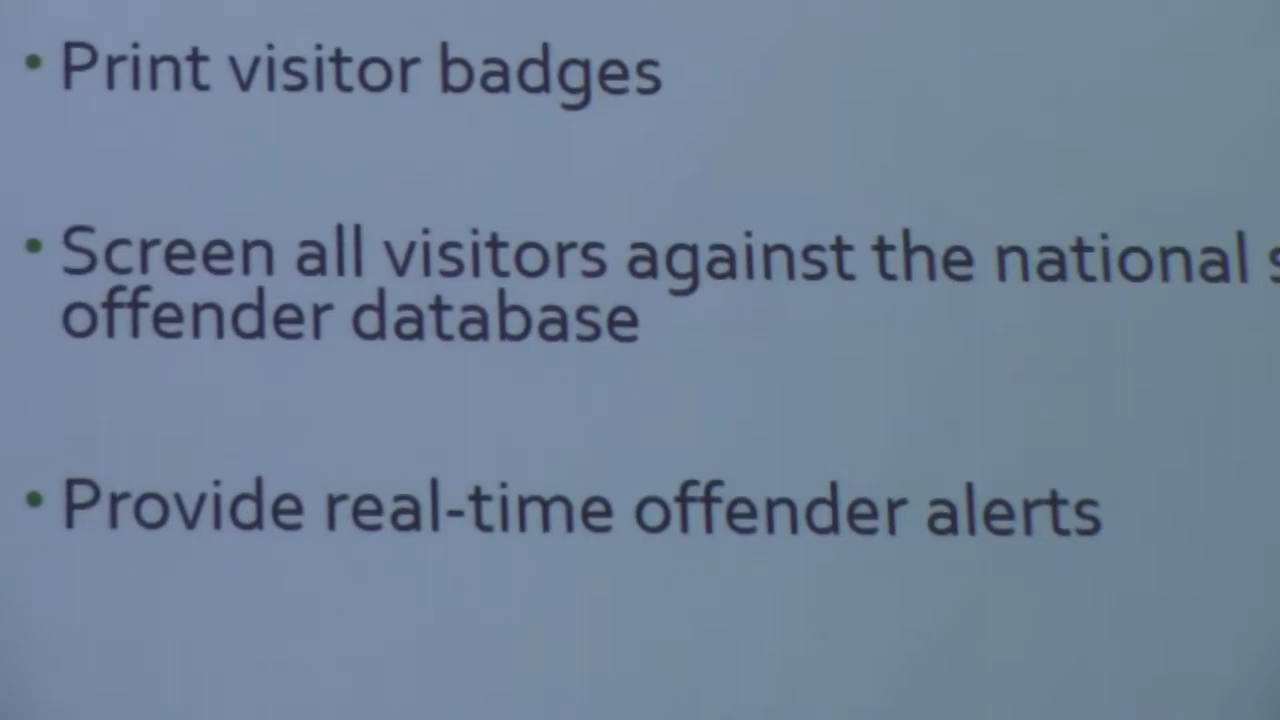 • Print visitor badges
• Screen all visitors against the national
offender database
• Provide real-time offender alerts